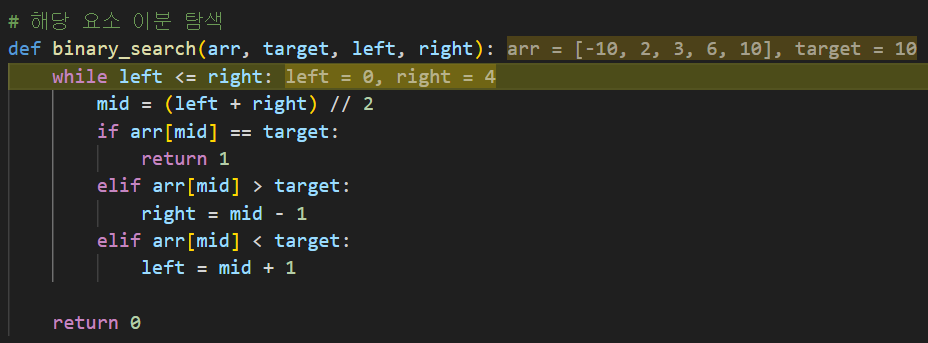 # 해당 요소 이분 탐색
def binary_search(arr, target, left, right): arr = [-10, 2, 3, 6, 10], target = 10
    while left <= right: left = 0, right = 4
        mid = (left + right) // 2
        if arr[mid] == target:
            return 1
        elif arr[mid] > target:
            right = mid - 1
        elif arr[mid] < target:
            left = mid + 1
    return 0